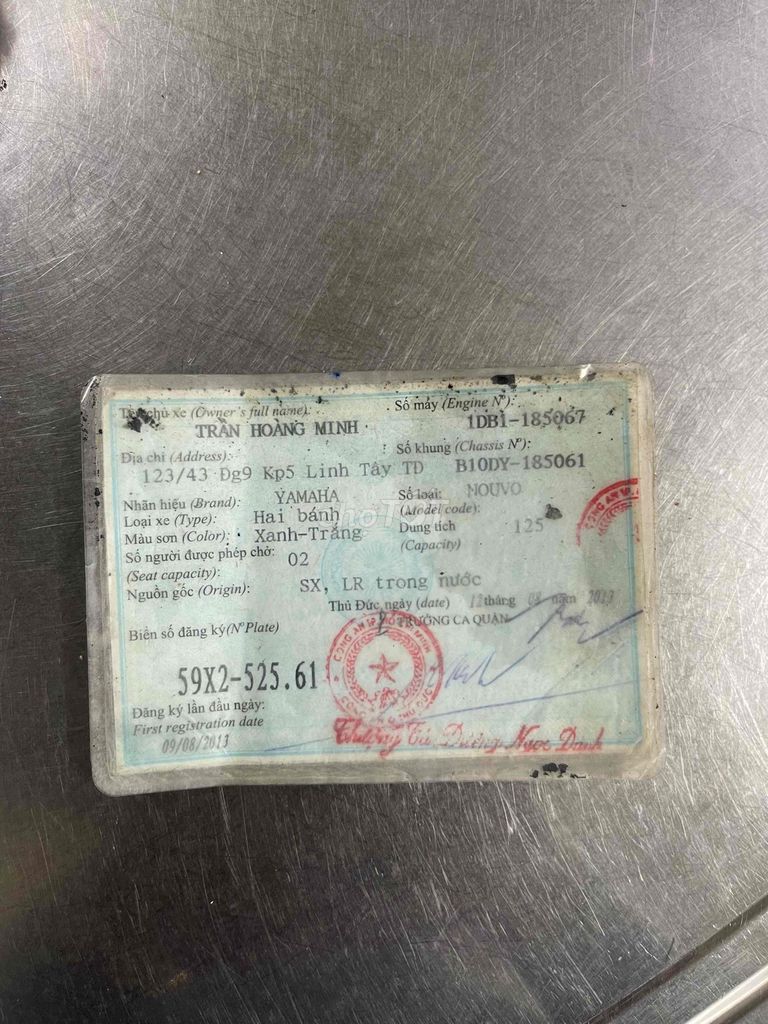 Tên chủ xe (Owner's full name):
TRẦN HOÀNG MINH
Số máy (Engine N°):
1DB1-185067
Địa chỉ (Address):
123/43 Đg9 Kp5 Linh Tây TĐ
Số khung (Chassis N°):
B10DY-185061
Nhãn hiệu (Brand): YAMAHA
Số loại: NOUVO
(Model code):
Loại xe (Type): Hai bánh
Màu sơn (Color): Xanh-Trắng
Dung tích 125
(Capacity)
Số người được phép chở: 02
(Seat capacity):
Nguồn gốc (Origin): SX, LR trong nước
Thủ Đức, ngày (date) 12 tháng 08 năm 2013
TRƯỞNG CA QUẬN
Biển số đăng ký(N°Plate)
59X2-525.61
Đăng ký lần đầu ngày:
First registration date
09/08/2013
Thượng Tá Dương Ngọc Danh